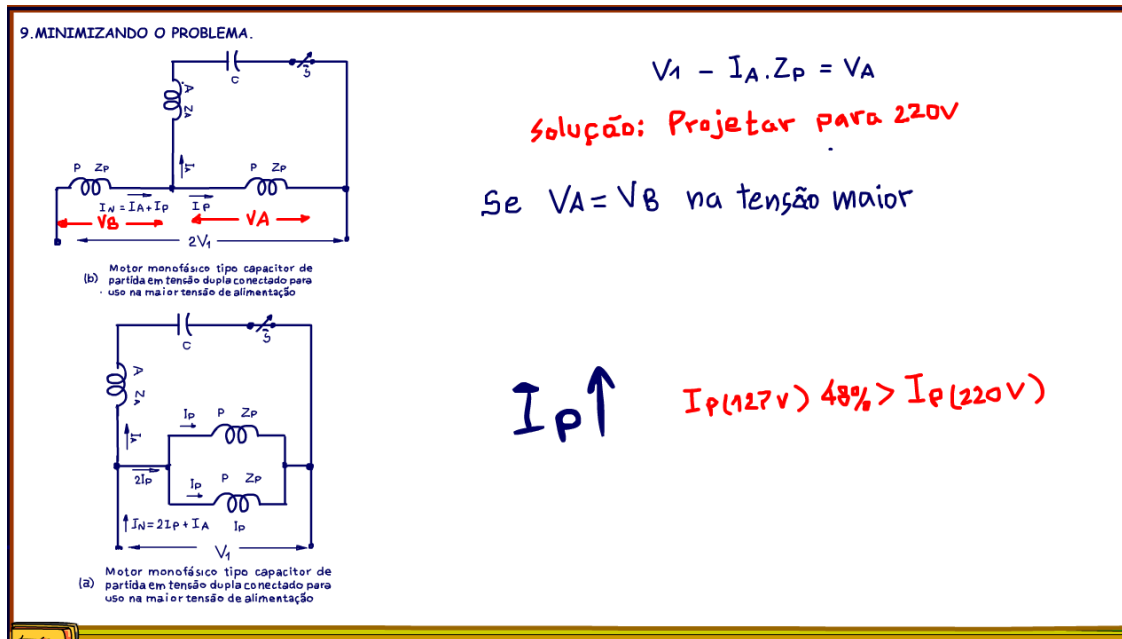 9.MINIMIZANDO O PROBLEMA.
C
S
A
ZA
IA
P ZP
P ZP
IN = IA+IP
IP
VB
VA
2V1
(b) Motor monofásico tipo capacitor de
partida em tensão dupla conectado para
uso na maior tensão de alimentação
V1 - IA.ZP = VA
Solução: Projetar para 220V
Se VA = VB na tensão maior
C
S
A
ZA
IA
IP P ZP
2IP
IP P ZP
IN=2IP+IA
IP
V1
(a) Motor monofásico tipo capacitor de
partida em tensão dupla conectado para
uso na maior tensão de alimentação
IP↑
IP(127V) 48% > IP(220V)